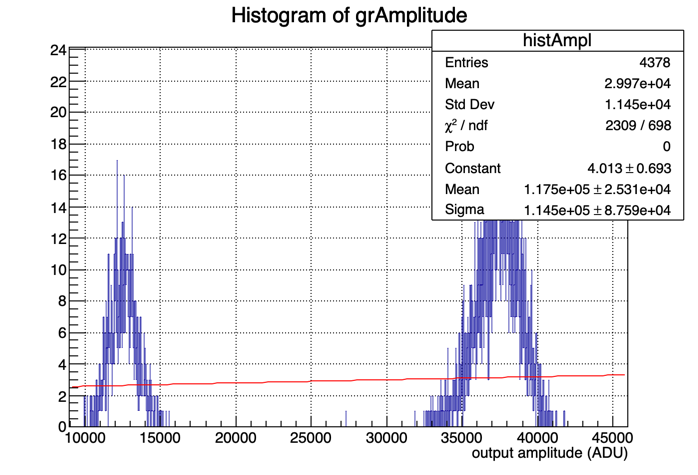 Histogram of grAmplitude
histAmpl
Entries 4378
Mean 2.997e+04
Std Dev 1.145e+04
χ² / ndf 2309 / 698
Prob 0
Constant 4.013 ± 0.693
Mean 1.175e+05 ± 2.531e+04
Sigma 1.145e+05 ± 8.759e+04
24
22
20
18
16
14
12
10
8
6
4
2
0
10000 15000 20000 25000 30000 35000 40000 45000
output amplitude (ADU)